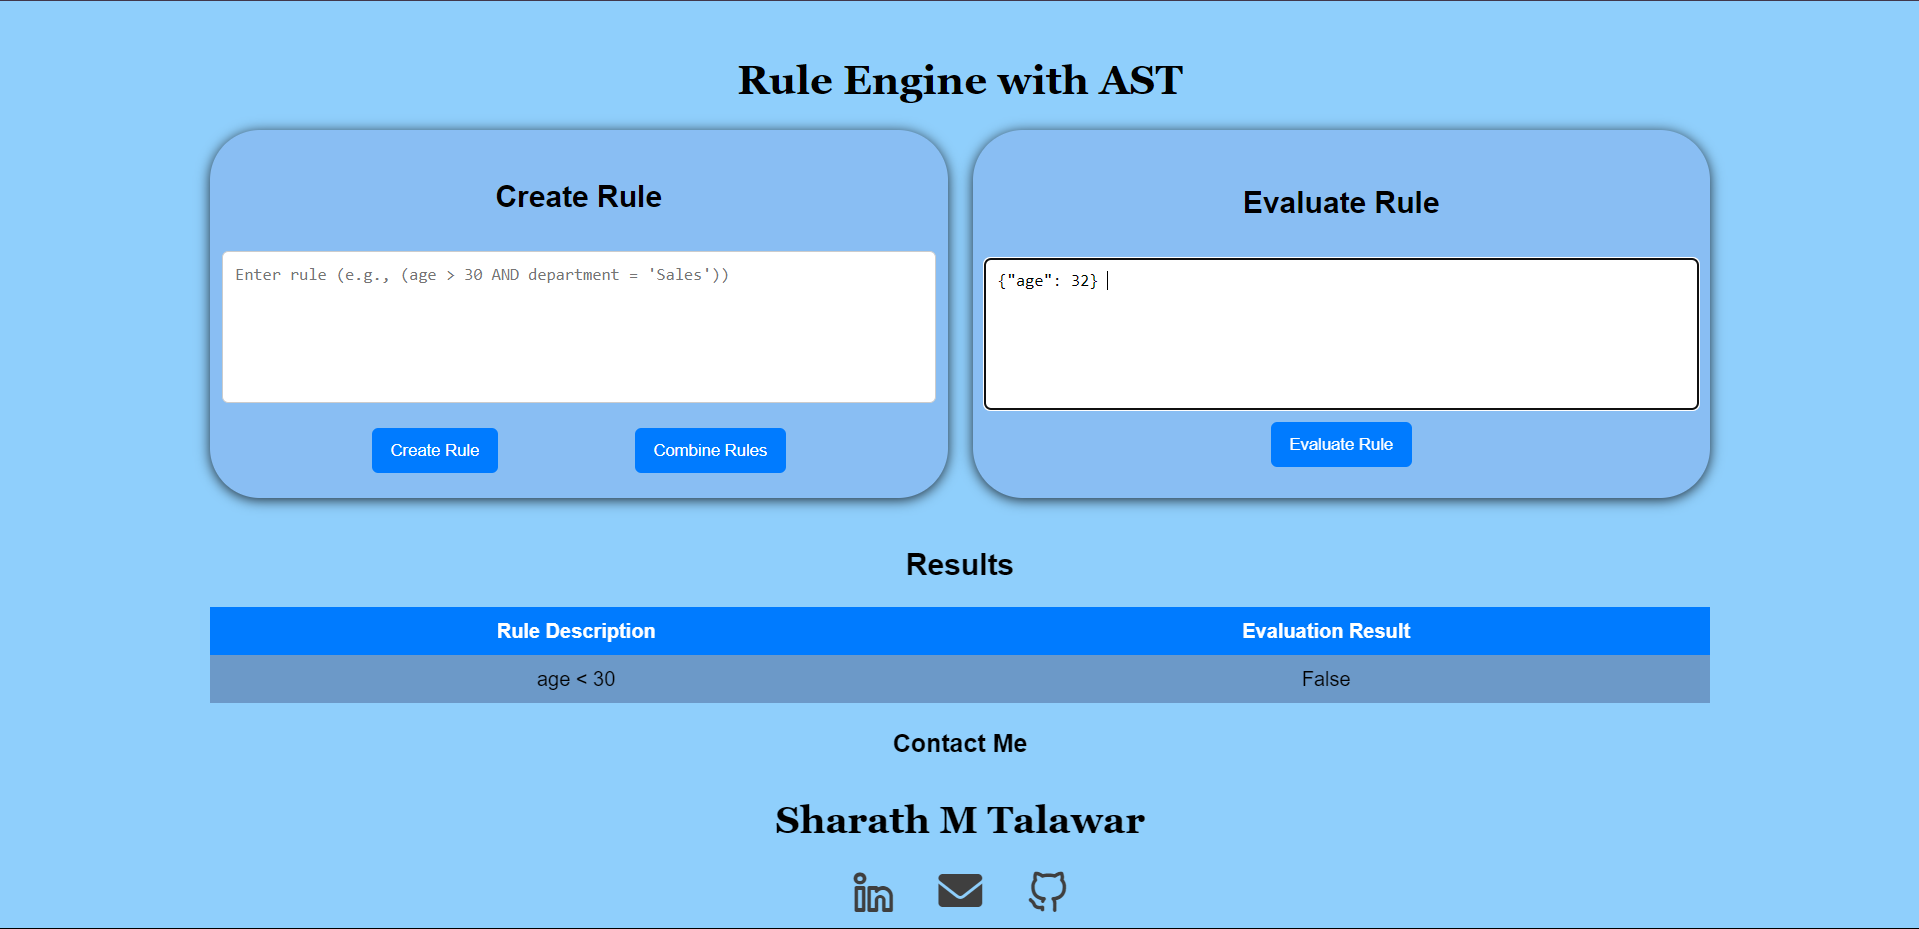 Rule Engine with AST
Create Rule
Enter rule (e.g., (age > 30 AND department = 'Sales'))
Create Rule
Combine Rules
Evaluate Rule
{"age": 32}
Evaluate Rule
Results
Rule Description
Evaluation Result
age < 30
False
Contact Me
Sharath M Talawar
in